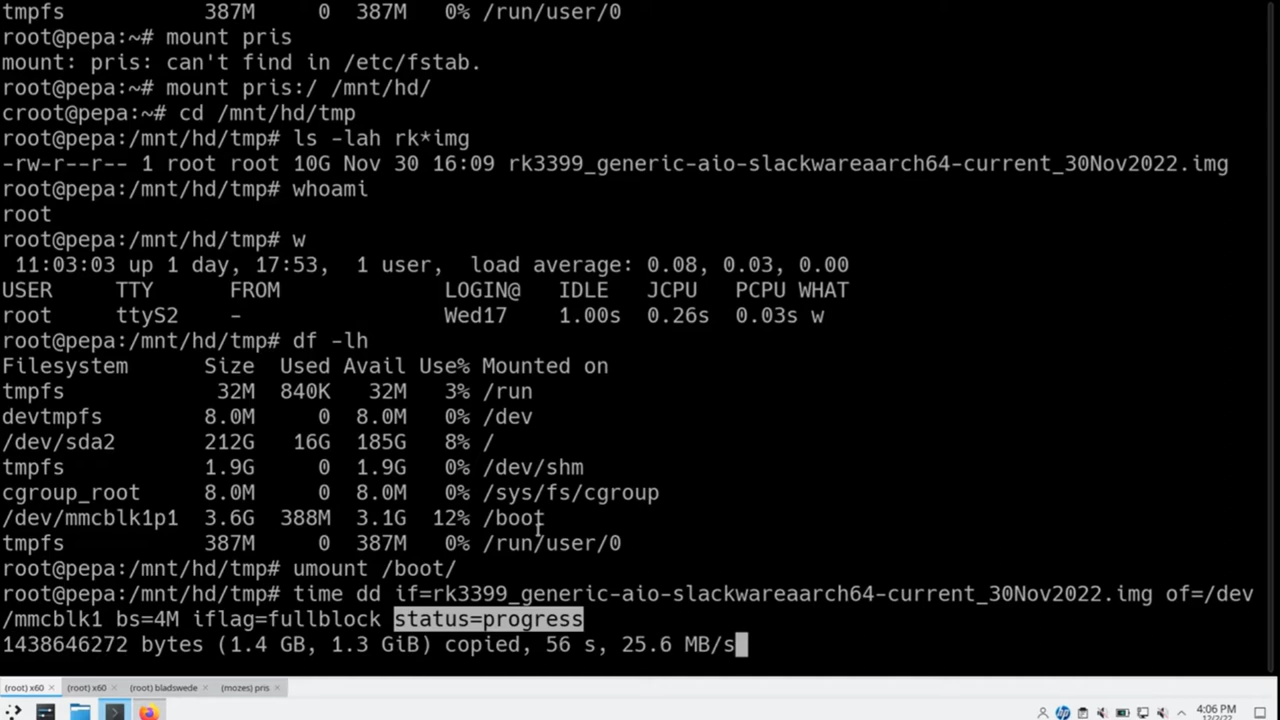 tmpfs 387M 0 387M 0% /run/user/0
root@pepa:~# mount pris
mount: pris: can't find in /etc/fstab.
root@pepa:~# mount pris:/ /mnt/hd/
croot@pepa:~# cd /mnt/hd/tmp
root@pepa:/mnt/hd/tmp# ls -lah rk*img
-rw-r--r-- 1 root root 10G Nov 30 16:09 rk3399_generic-aio-slackwareaarch64-current_30Nov2022.img
root@pepa:/mnt/hd/tmp# whoami
root
root@pepa:/mnt/hd/tmp# w
11:03:03 up 1 day, 17:53, 1 user, load average: 0.08, 0.03, 0.00
USER TTY FROM LOGIN@ IDLE JCPU PCPU WHAT
root ttyS2 - Wed17 1.00s 0.26s 0.03s w
root@pepa:/mnt/hd/tmp# df -lh
Filesystem Size Used Avail Use% Mounted on
tmpfs 32M 840K 32M 3% /run
devtmpfs 8.0M 0 8.0M 0% /dev
/dev/sda2 212G 16G 185G 8% /
tmpfs 1.9G 0 1.9G 0% /dev/shm
cgroup_root 8.0M 0 8.0M 0% /sys/fs/cgroup
/dev/mmcblk1p1 3.6G 388M 3.1G 12% /boot
tmpfs 387M 0 387M 0% /run/user/0
root@pepa:/mnt/hd/tmp# umount /boot/
root@pepa:/mnt/hd/tmp# time dd if=rk3399_generic-aio-slackwareaarch64-current_30Nov2022.img of=/dev
/mmcblk1 bs=4M iflag=fullblock status=progress
1438646272 bytes (1.4 GB, 1.3 GiB) copied, 56 s, 25.6 MB/s
(root) x60 (root) x60 (root) bladswede (mozes) pris
4:06 PM
12/2/22